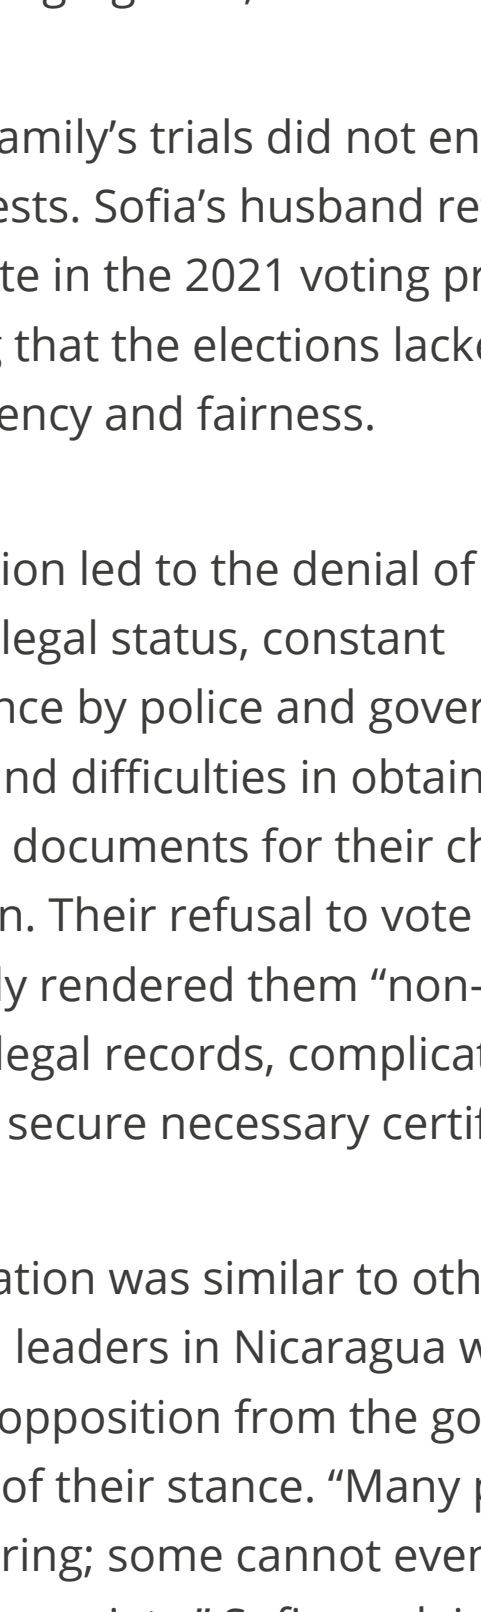 amily’s trials did not en
ests. Sofia’s husband re
te in the 2021 voting pr
that the elections lack
ency and fairness.
ion led to the denial of
legal status, constant
nce by police and gover
nd difficulties in obtain
documents for their ch
n. Their refusal to vote
ly rendered them “non-
legal records, complicat
secure necessary certif
ation was similar to oth
leaders in Nicaragua w
opposition from the go
of their stance. “Many p
ring; some cannot even